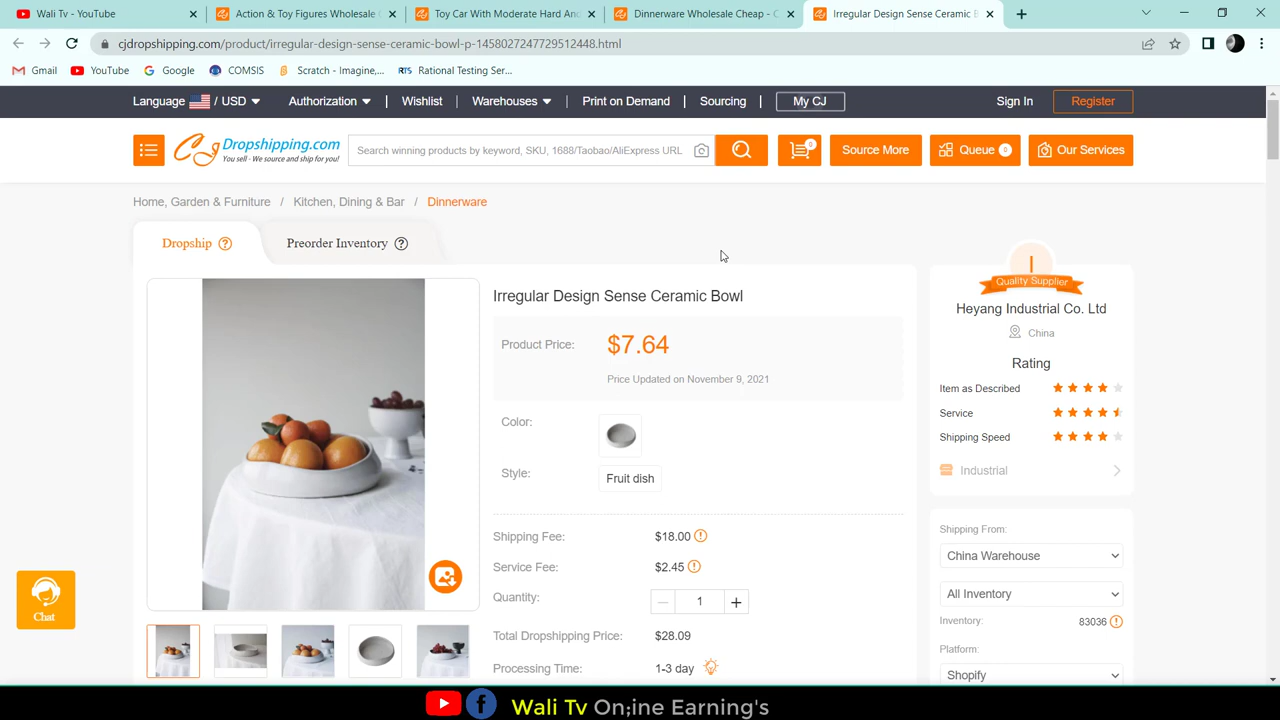 Wali Tv - YouTube
Action & Toy Figures Wholesale
Toy Car With Moderate Hard And
Dinnerware Wholesale Cheap - C
Irregular Design Sense Ceramic B
cjdropshipping.com/product/irregular-design-sense-ceramic-bowl-p-1458027247729512448.html
Gmail YouTube Google COMSIS Scratch - Imagine,... RTS Rational Testing Ser...
Language / USD Authorization | Wishlist | Warehouses | Print on Demand | Sourcing | My CJ Sign In Register
CJ Dropshipping.com
You sell - We source and ship for you!
Search winning products by keyword, SKU, 1688/Taobao/AliExpress URL
0 Source More Queue 0 Our Services
Home, Garden & Furniture / Kitchen, Dining & Bar / Dinnerware
Dropship ? Preorder Inventory ?
Irregular Design Sense Ceramic Bowl
Product Price: $7.64
Price Updated on November 9, 2021
Color:
Style: Fruit dish
Shipping Fee: $18.00
Service Fee: $2.45
Quantity: 1
Total Dropshipping Price: $28.09
Processing Time: 1-3 day
I
Quality Supplier
Heyang Industrial Co. Ltd
China
Rating
Item as Described
Service
Shipping Speed
Industrial
Shipping From:
China Warehouse
All Inventory
Inventory: 83036
Platform:
Shopify
Chat
Wali Tv On;ine Earning's